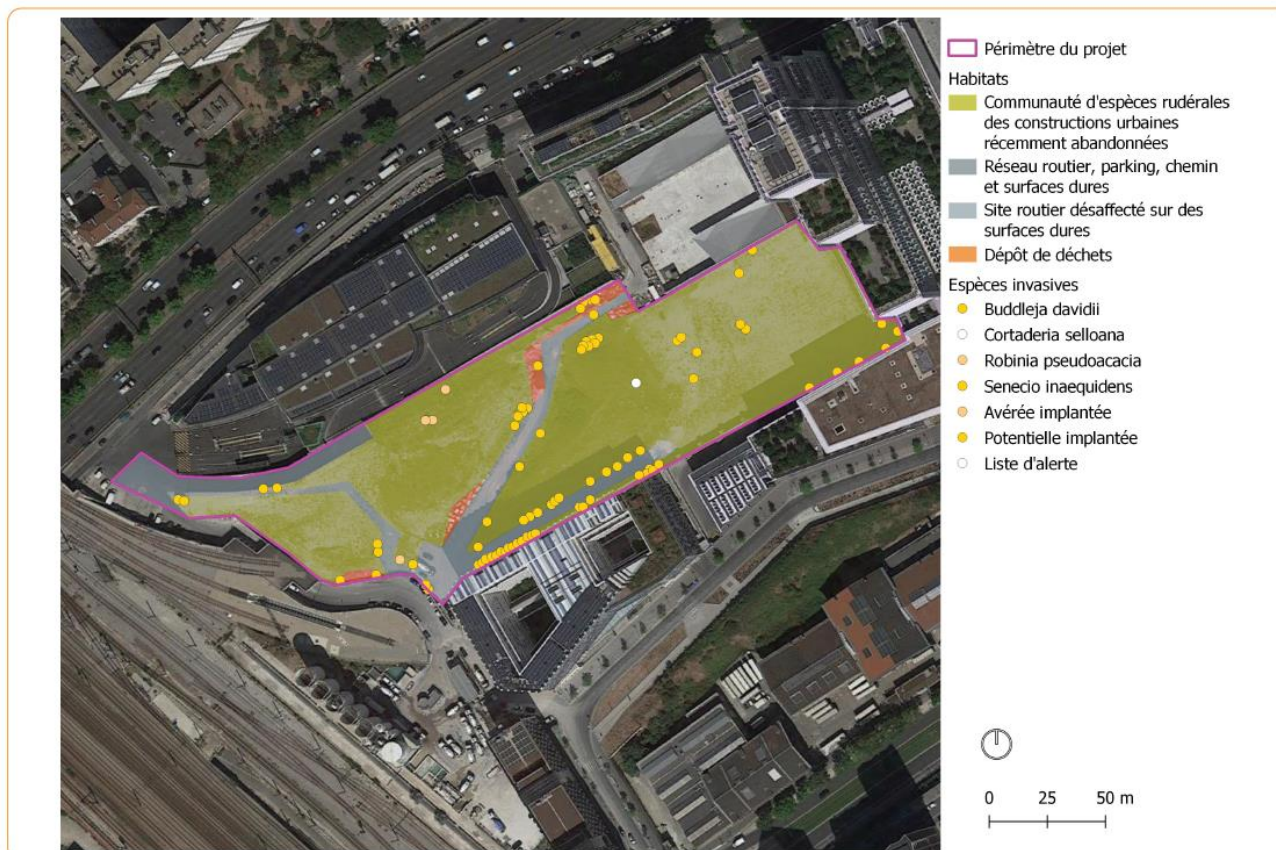 Périmètre du projet
Habitats
Communauté d'espèces rudérales
des constructions urbaines
récemment abandonnées
Réseau routier, parking, chemin
et surfaces dures
Site routier désaffecté sur des
surfaces dures
Dépôt de déchets
Espèces invasives
Buddleja davidii
Cortaderia selloana
Robinia pseudoacacia
Senecio inaequidens
Avérée implantée
Potentielle implantée
Liste d'alerte
0 25 50 m